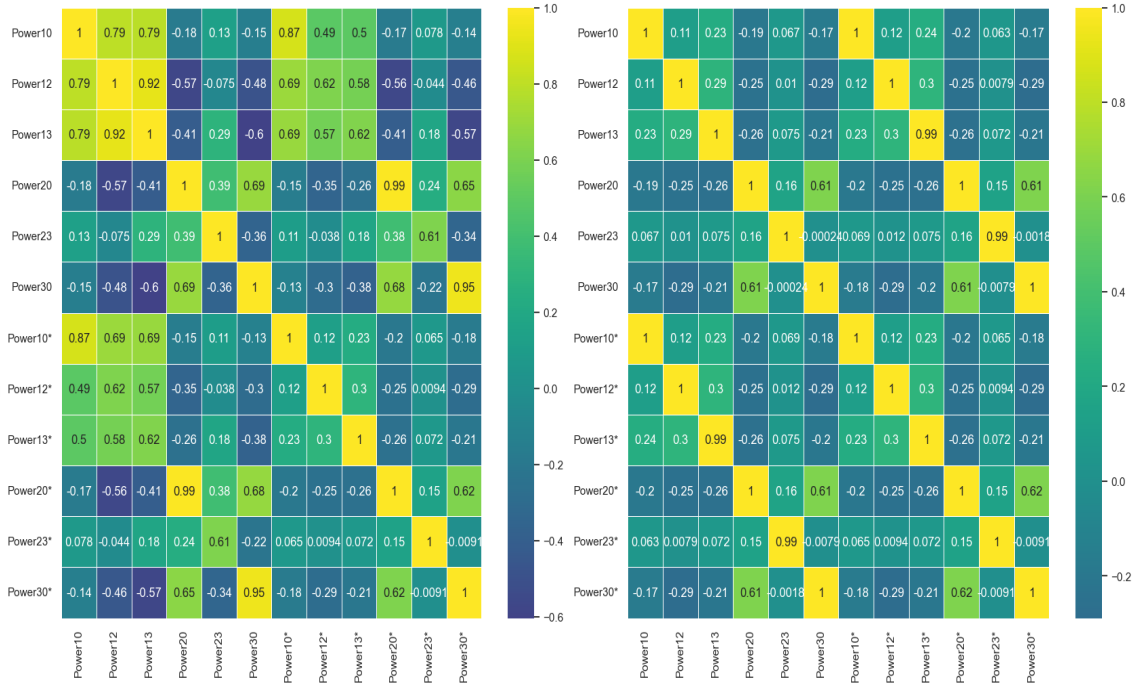 Power10 1 0.79 0.79 -0.18 0.13 -0.15 0.87 0.49 0.5 -0.17 0.078 -0.14
Power12 0.79 1 0.92 -0.57 -0.075 -0.48 0.69 0.62 0.58 -0.56 -0.044 -0.46
Power13 0.79 0.92 1 -0.41 0.29 -0.6 0.69 0.57 0.62 -0.41 0.18 -0.57
Power20 -0.18 -0.57 -0.41 1 0.39 0.69 -0.15 -0.35 -0.26 0.99 0.24 0.65
Power23 0.13 -0.075 0.29 0.39 1 -0.36 0.11 -0.038 0.18 0.38 0.61 -0.34
Power30 -0.15 -0.48 -0.6 0.69 -0.36 1 -0.13 -0.3 -0.38 0.68 -0.22 0.95
Power10* 0.87 0.69 0.69 -0.15 0.11 -0.13 1 0.12 0.23 -0.2 0.065 -0.18
Power12* 0.49 0.62 0.57 -0.35 -0.038 -0.3 0.12 1 0.3 -0.25 0.0094 -0.29
Power13* 0.5 0.58 0.62 -0.26 0.18 -0.38 0.23 0.3 1 -0.26 0.072 -0.21
Power20* -0.17 -0.56 -0.41 0.99 0.38 0.68 -0.2 -0.25 -0.26 1 0.15 0.62
Power23* 0.078 -0.044 0.18 0.24 0.61 -0.22 0.065 0.0094 0.072 0.15 1 -0.0091
Power30* -0.14 -0.46 -0.57 0.65 -0.34 0.95 -0.18 -0.29 -0.21 0.62 -0.0091 1
Power10 Power12 Power13 Power20 Power23 Power30 Power10* Power12* Power13* Power20* Power23* Power30*
1.0
0.8
0.6
0.4
0.2
0.0
−0.2
−0.4
−0.6
Power10 1 0.11 0.23 -0.19 0.067 -0.17 1 0.12 0.24 -0.2 0.063 -0.17
Power12 0.11 1 0.29 -0.25 0.01 -0.29 0.12 1 0.3 -0.25 0.0079 -0.29
Power13 0.23 0.29 1 -0.26 0.075 -0.21 0.23 0.3 0.99 -0.26 0.072 -0.21
Power20 -0.19 -0.25 -0.26 1 0.16 0.61 -0.2 -0.25 -0.26 1 0.15 0.61
Power23 0.067 0.01 0.075 0.16 1 -0.00024 0.069 0.012 0.075 0.16 0.99 -0.0018
Power30 -0.17 -0.29 -0.21 0.61 -0.00024 1 -0.18 -0.29 -0.2 0.61 -0.0079 1
Power10* 1 0.12 0.23 -0.2 0.069 -0.18 1 0.12 0.23 -0.2 0.065 -0.18
Power12* 0.12 1 0.3 -0.25 0.012 -0.29 0.12 1 0.3 -0.25 0.0094 -0.29
Power13* 0.24 0.3 0.99 -0.26 0.075 -0.2 0.23 0.3 1 -0.26 0.072 -0.21
Power20* -0.2 -0.25 -0.26 1 0.16 0.61 -0.2 -0.25 -0.26 1 0.15 0.62
Power23* 0.063 0.0079 0.072 0.15 0.99 -0.0079 0.065 0.0094 0.072 0.15 1 -0.0091
Power30* -0.17 -0.29 -0.21 0.61 -0.0018 1 -0.18 -0.29 -0.21 0.62 -0.0091 1
Power10 Power12 Power13 Power20 Power23 Power30 Power10* Power12* Power13* Power20* Power23* Power30*
1.0
0.8
0.6
0.4
0.2
0.0
−0.2